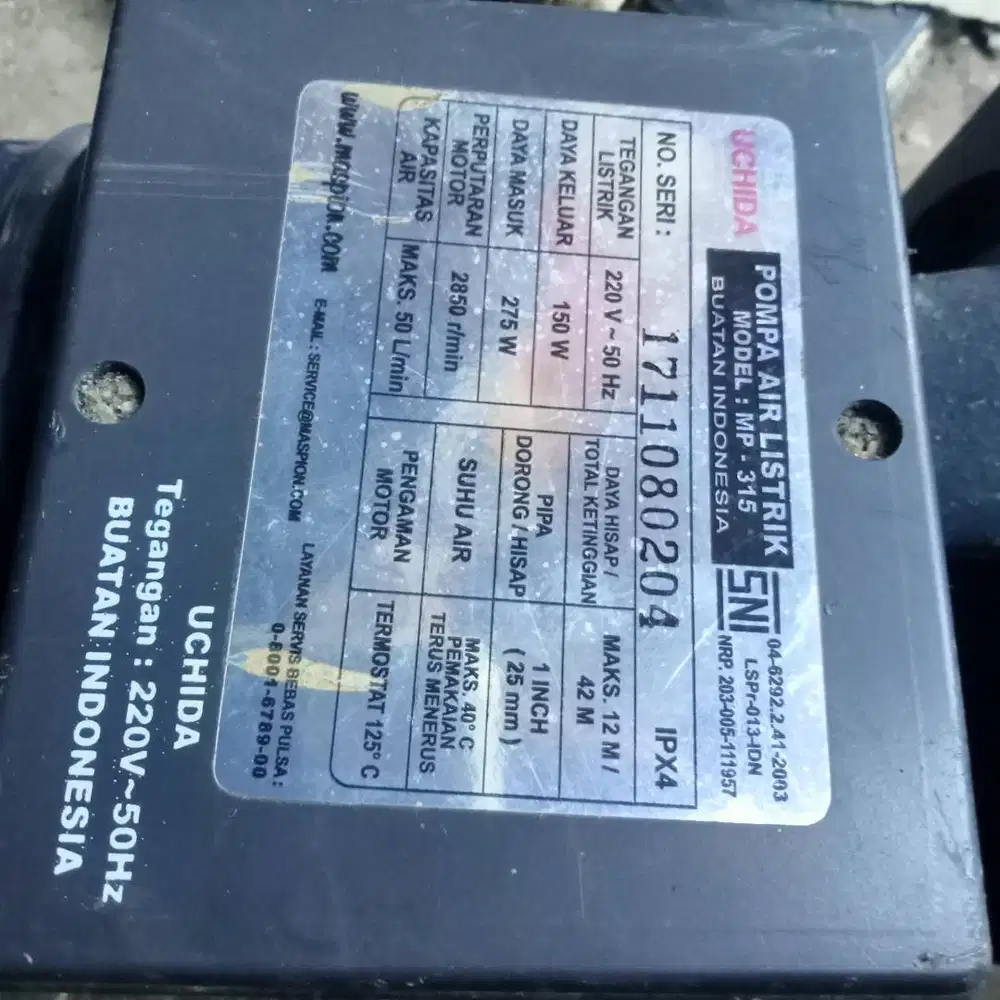 UCHIDA
POMPA AIR LISTRIK
MODEL : MP - 315
BUATAN INDONESIA
SNI
04-6292.2.41-2003
LSPr-013-IDN
NRP. 203-005-111957
NO. SERI : 1711080204 IPX4
TEGANGAN LISTRIK 220 V ~ 50 Hz DAYA HISAP / TOTAL KETINGGIAN MAKS. 12 M / 42 M
DAYA KELUAR 150 W PIPA DORONG / HISAP 1 INCH ( 25 mm )
DAYA MASUK 275 W
PERPUTARAN MOTOR 2850 r/min SUHU AIR MAKS. 40° C PEMAKAIAN TERUS MENERUS
KAPASITAS AIR MAKS. 50 L/min PENGAMAN MOTOR TERMOSTAT 125° C
www.maspion.com E-MAIL : SERVICE@MASPION.COM LAYANAN SERVIS BEBAS PULSA :
0-8001-6789-00
UCHIDA
Tegangan : 220V~50Hz
BUATAN INDONESIA